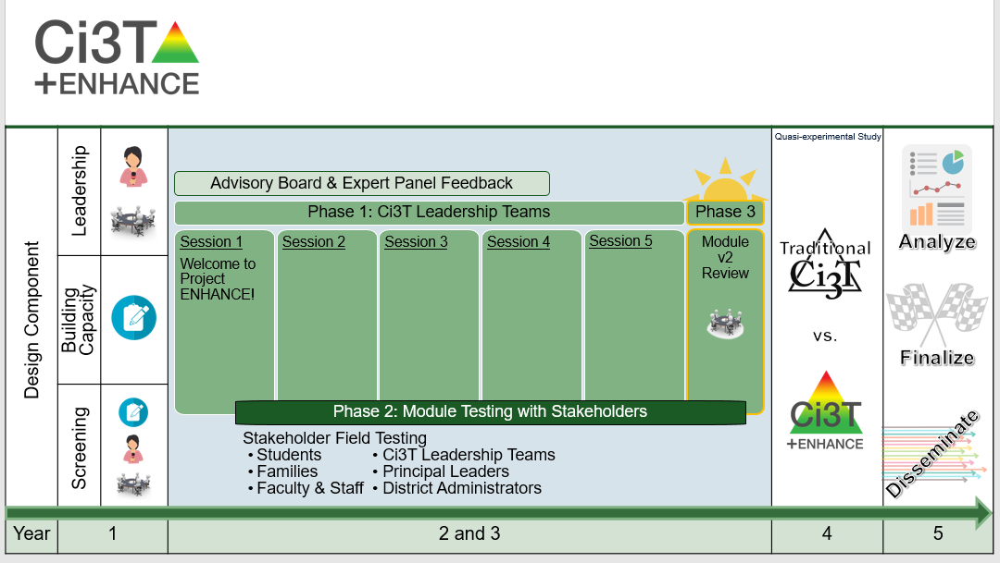 Ci3T
+ENHANCE
Design Component
Leadership
Building
Capacity
Screening
Advisory Board & Expert Panel Feedback
Phase 1: Ci3T Leadership Teams
Phase 3
Session 1
Welcome to
Project
ENHANCE!
Session 2
Session 3
Session 4
Session 5
Module
v2
Review
Phase 2: Module Testing with Stakeholders
Stakeholder Field Testing
• Students
• Families
• Faculty & Staff
• Ci3T Leadership Teams
• Principal Leaders
• District Administrators
Quasi-experimental Study
Traditional
Ci3T
vs.
Ci3T
+ENHANCE
Analyze
Finalize
Disseminate
Year
1
2 and 3
4
5